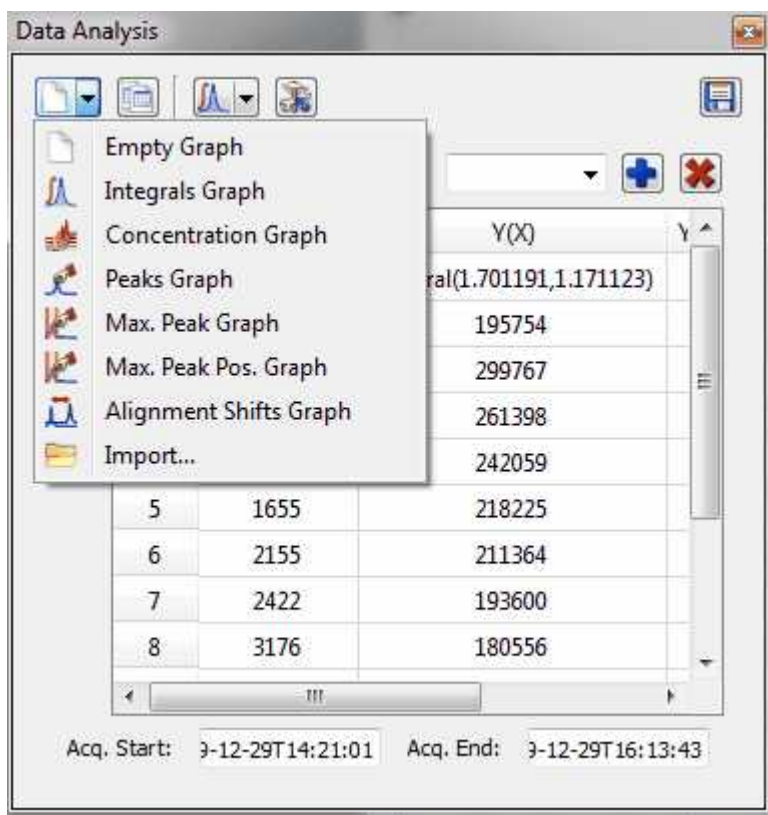 Data Analysis
Empty Graph
Integrals Graph
Concentration Graph
Peaks Graph
Max. Peak Graph
Max. Peak Pos. Graph
Alignment Shifts Graph
Import...
Y(X) Y
ral(1.701191,1.171123)
195754
299767
261398
242059
5 1655 218225
6 2155 211364
7 2422 193600
8 3176 180556
Acq. Start: 9-12-29T14:21:01 Acq. End: 9-12-29T16:13:43